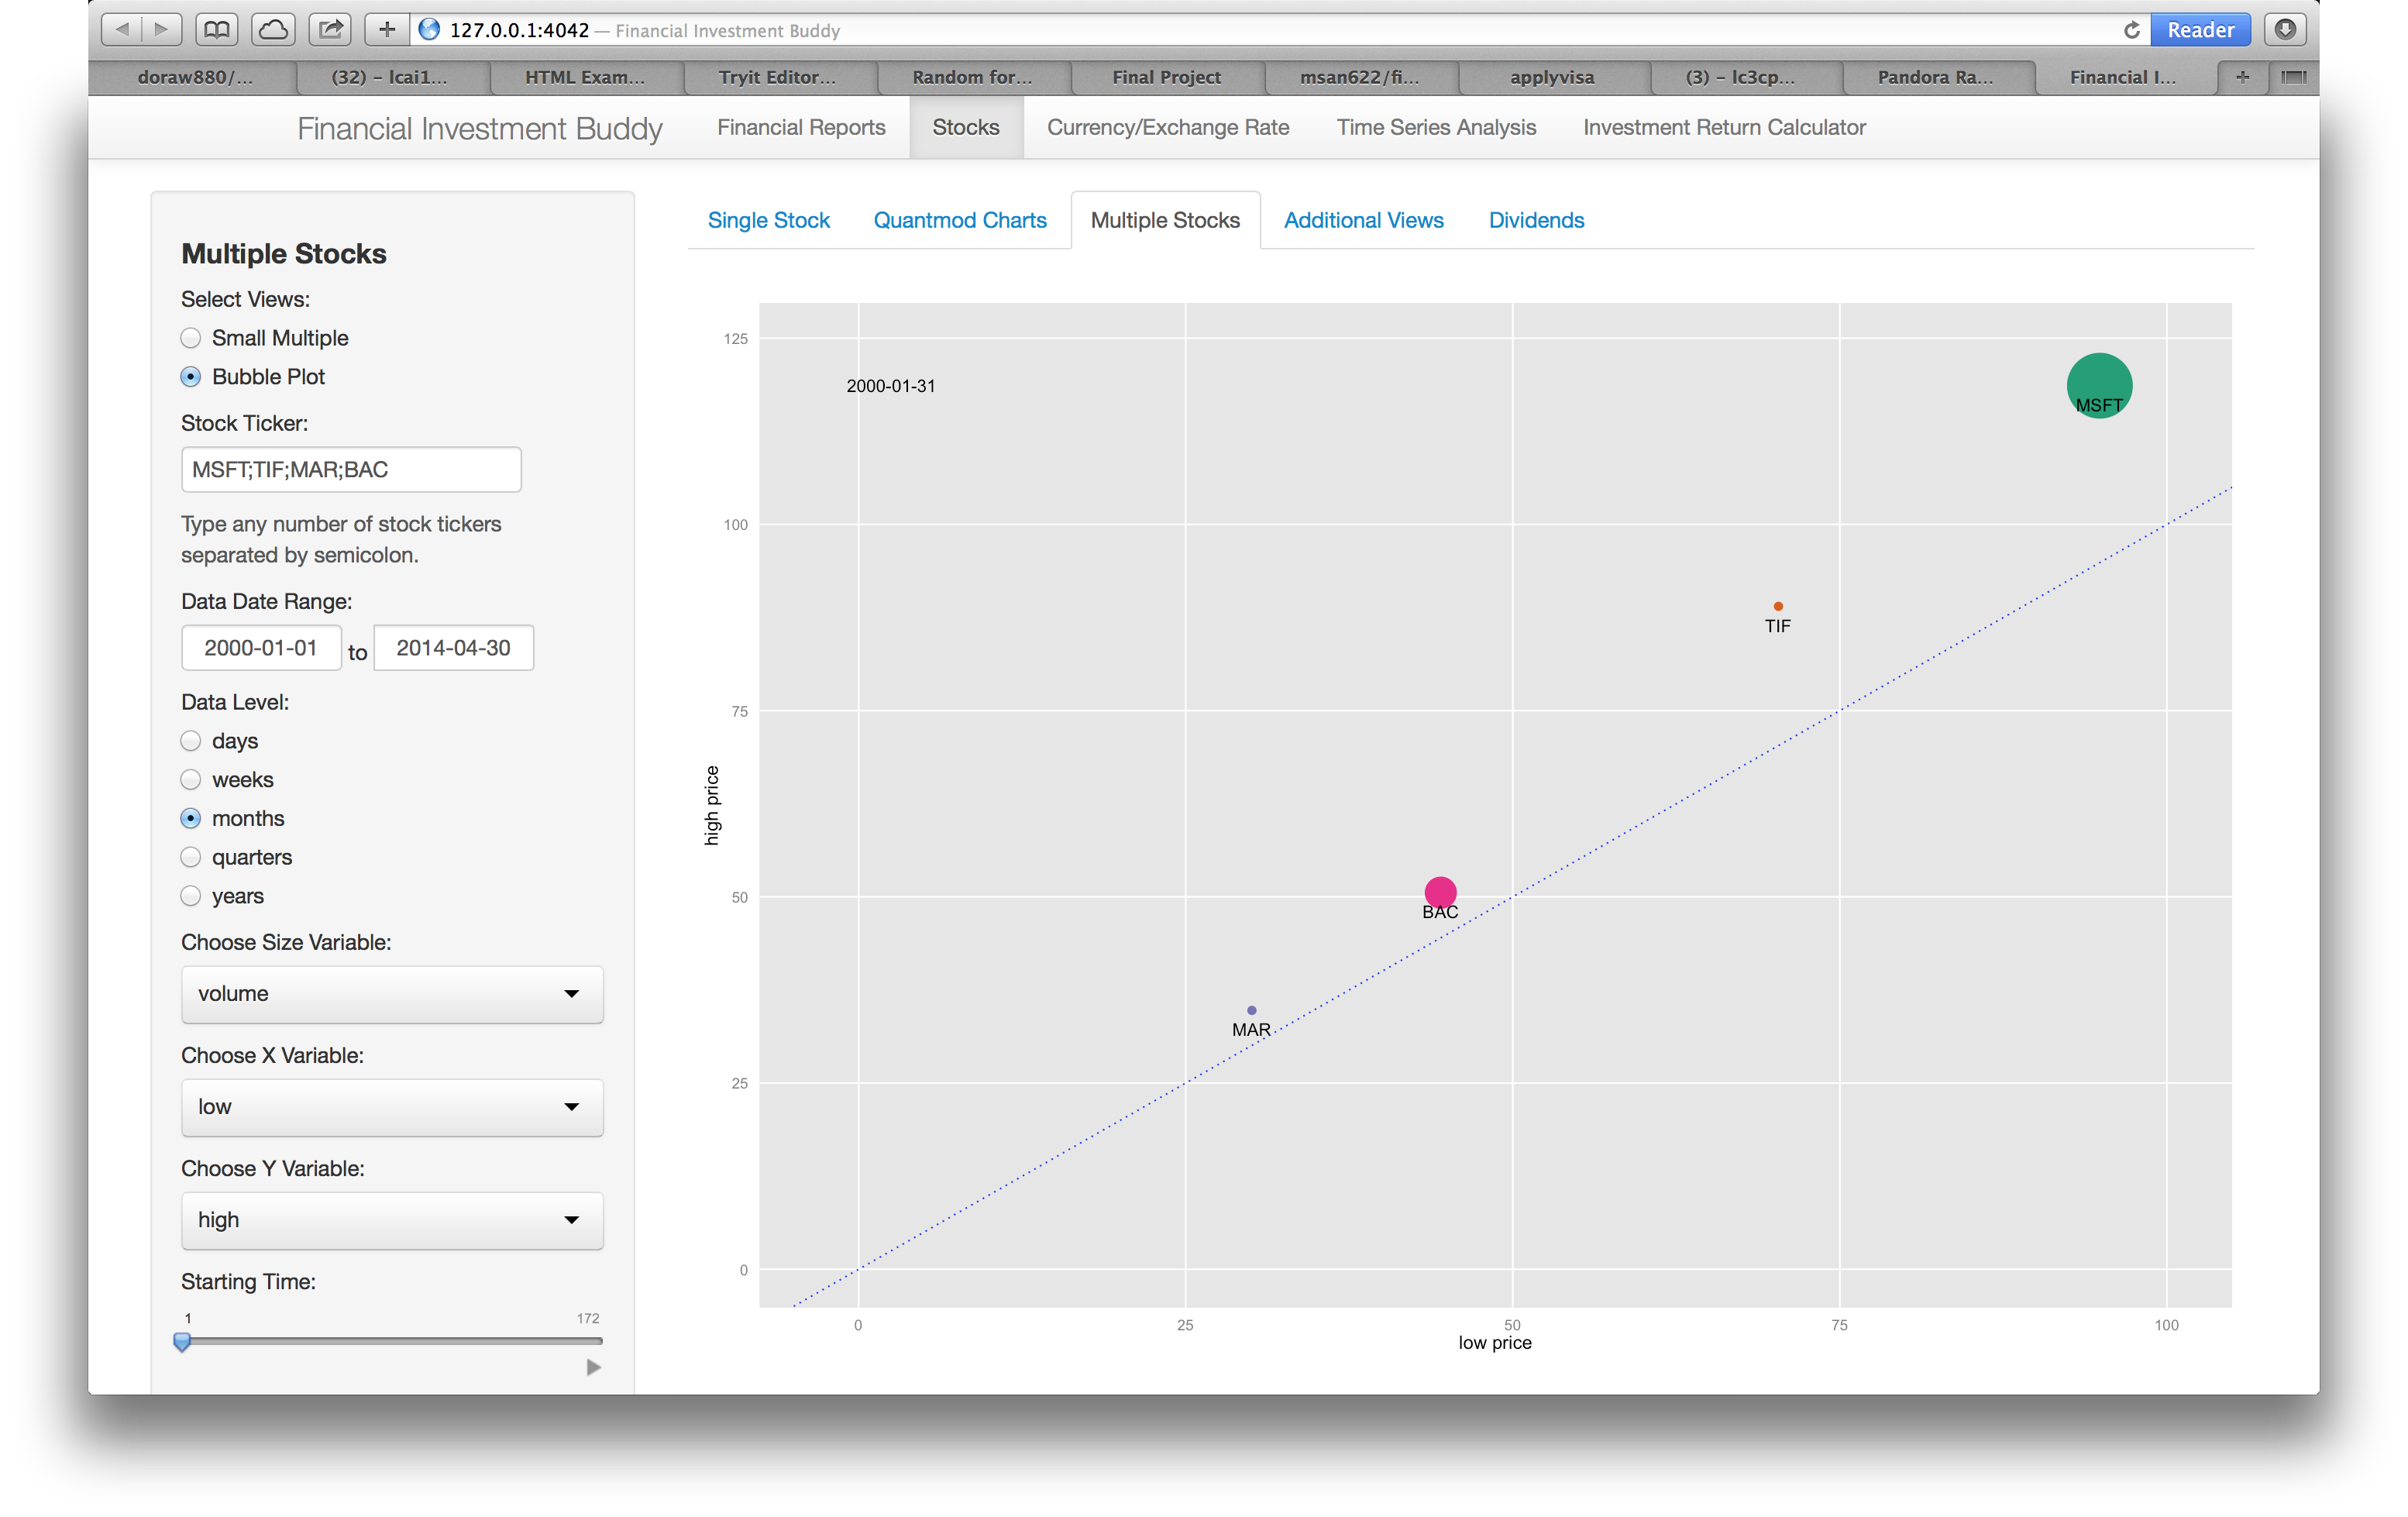 127.0.0.1:4042 — Financial Investment Buddy
Reader
doraw880/...
(32) – lcai1...
HTML Exam...
Tryit Editor...
Random for...
Final Project
msan622/fi...
applyvisa
(3) – lc3cp...
Pandora Ra...
Financial I...
Financial Investment Buddy
Financial Reports
Stocks
Currency/Exchange Rate
Time Series Analysis
Investment Return Calculator
Multiple Stocks
Select Views:
Small Multiple
Bubble Plot
Stock Ticker:
MSFT;TIF;MAR;BAC
Type any number of stock tickers
separated by semicolon.
Data Date Range:
2000-01-01 to 2014-04-30
Data Level:
days
weeks
months
quarters
years
Choose Size Variable:
volume
Choose X Variable:
low
Choose Y Variable:
high
Starting Time:
1 172
Single Stock
Quantmod Charts
Multiple Stocks
Additional Views
Dividends
125
100
75
50
25
0
high price
2000-01-31
MSFT
TIF
BAC
MAR
0 25 50 75 100
low price